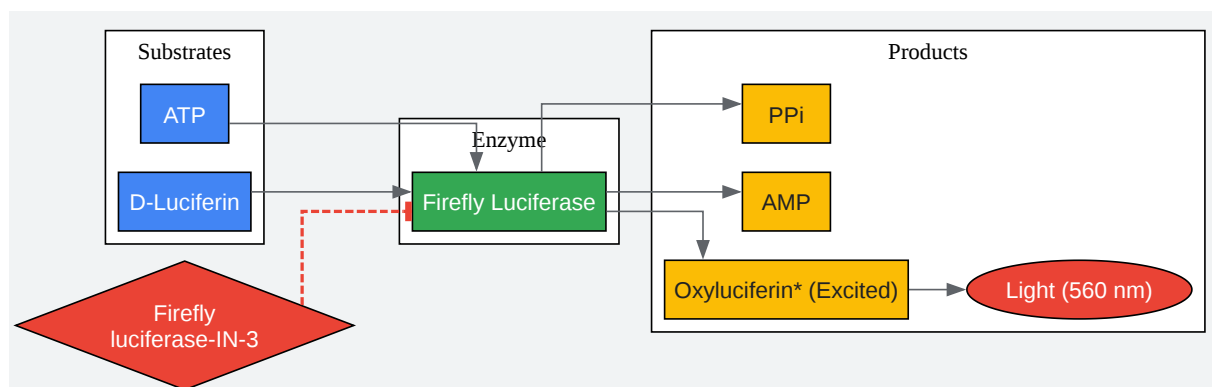 Substrates
ATP
D-Luciferin
Firefly
luciferase-IN-3
Enzyme
Firefly Luciferase
Products
PPi
AMP
Oxyluciferin* (Excited)
Light (560 nm)